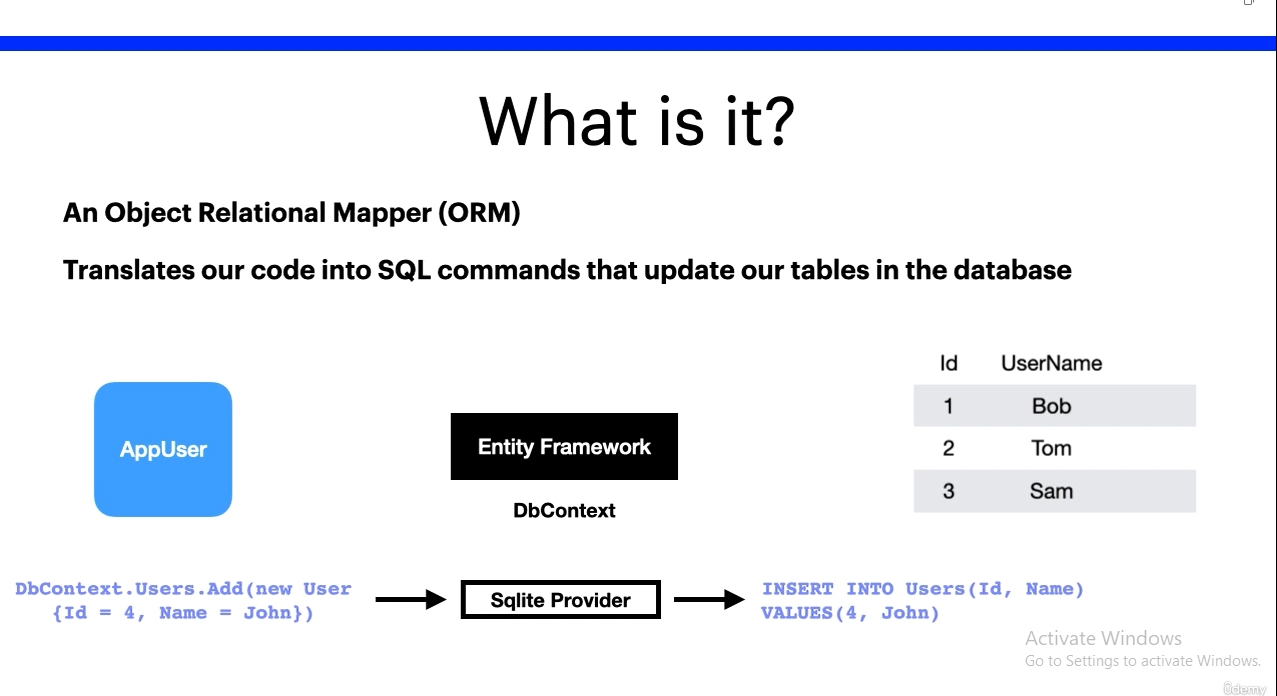 What is it?
An Object Relational Mapper (ORM)
Translates our code into SQL commands that update our tables in the database
AppUser
Entity Framework
DbContext
Id UserName
1 Bob
2 Tom
3 Sam
DbContext.Users.Add(new User
{Id = 4, Name = John})
Sqlite Provider
INSERT INTO Users(Id, Name)
VALUES(4, John)
Activate Windows
Go to Settings to activate Windows.
ûdemy